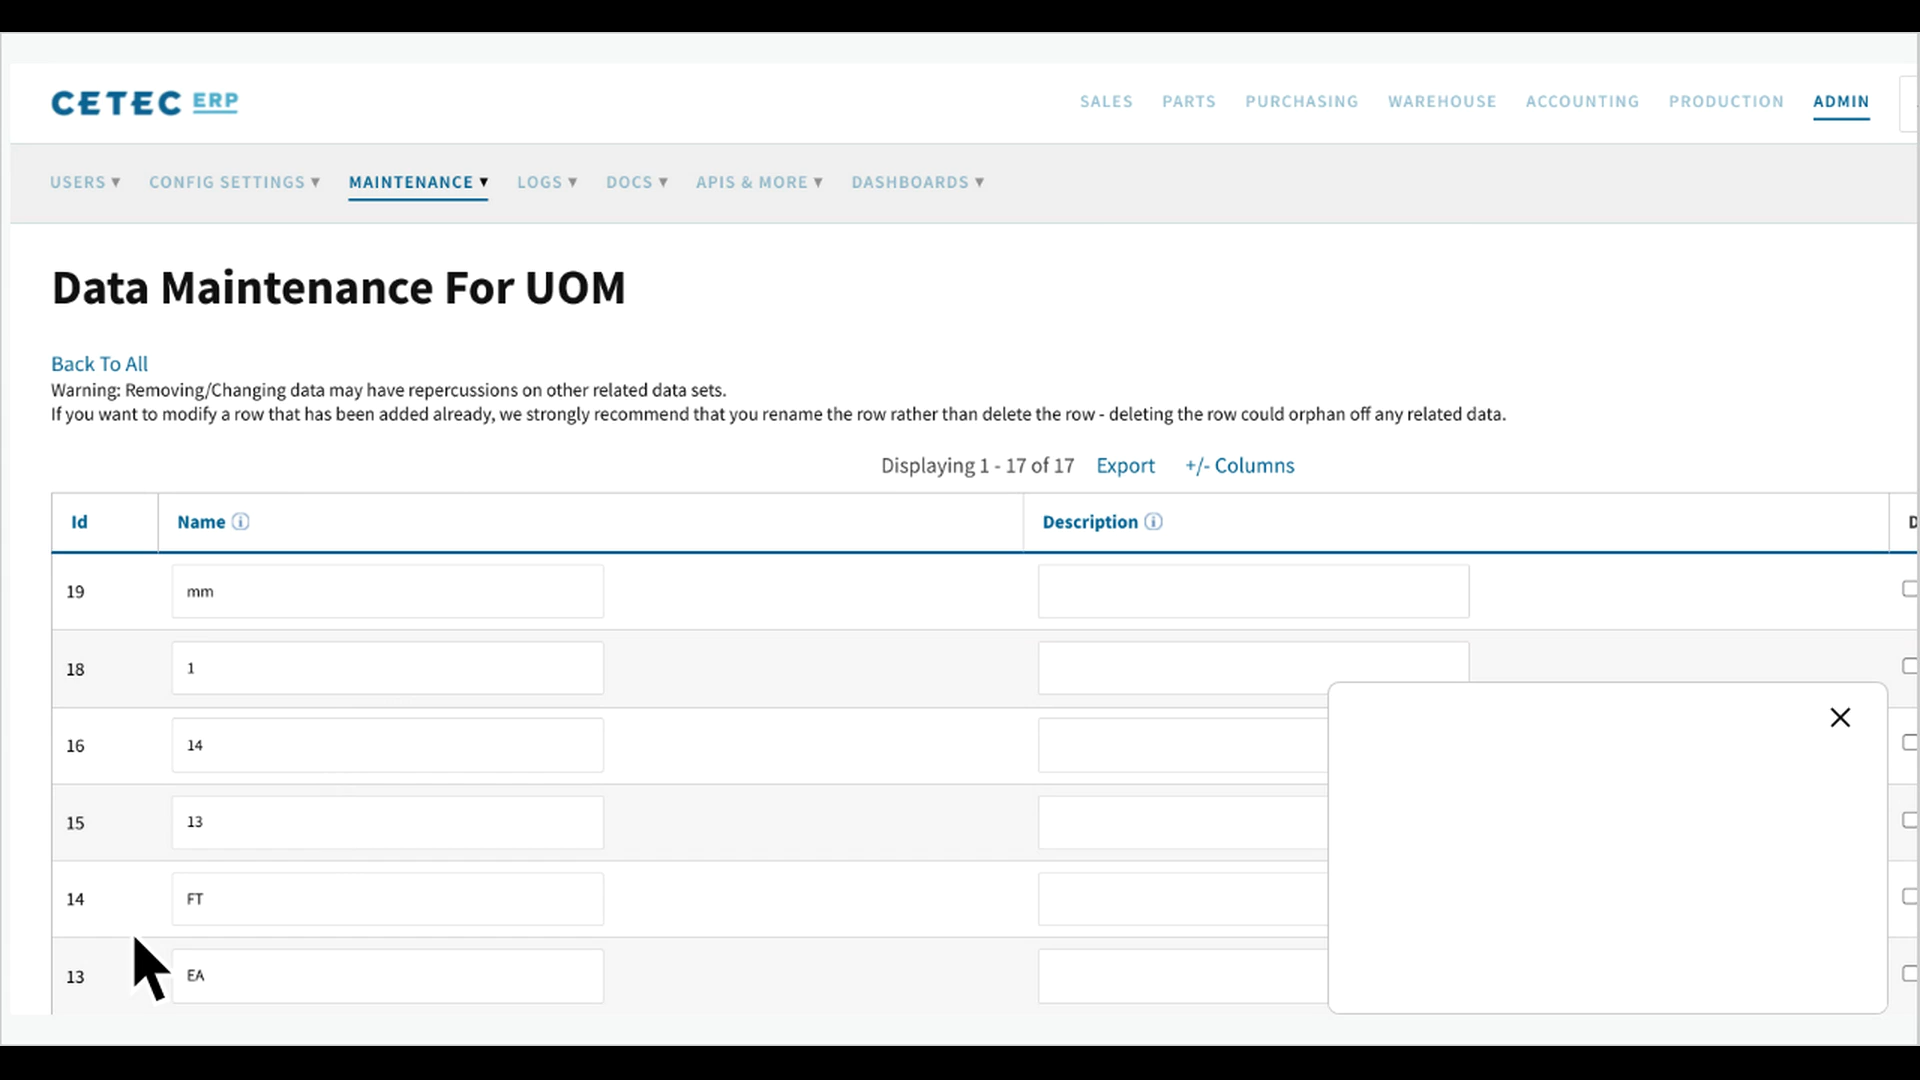 CETEC ERP
SALES PARTS PURCHASING WAREHOUSE ACCOUNTING PRODUCTION ADMIN
USERS ▼ CONFIG SETTINGS ▼ MAINTENANCE ▼ LOGS ▼ DOCS ▼ APIS & MORE ▼ DASHBOARDS ▼
Data Maintenance For UOM
Back To All
Warning: Removing/Changing data may have repercussions on other related data sets.
If you want to modify a row that has been added already, we strongly recommend that you rename the row rather than delete the row - deleting the row could orphan off any related data.
Displaying 1 - 17 of 17 Export +/- Columns
Id Name Description
19 mm
18 1
16 14
15 13
14 FT
13 EA